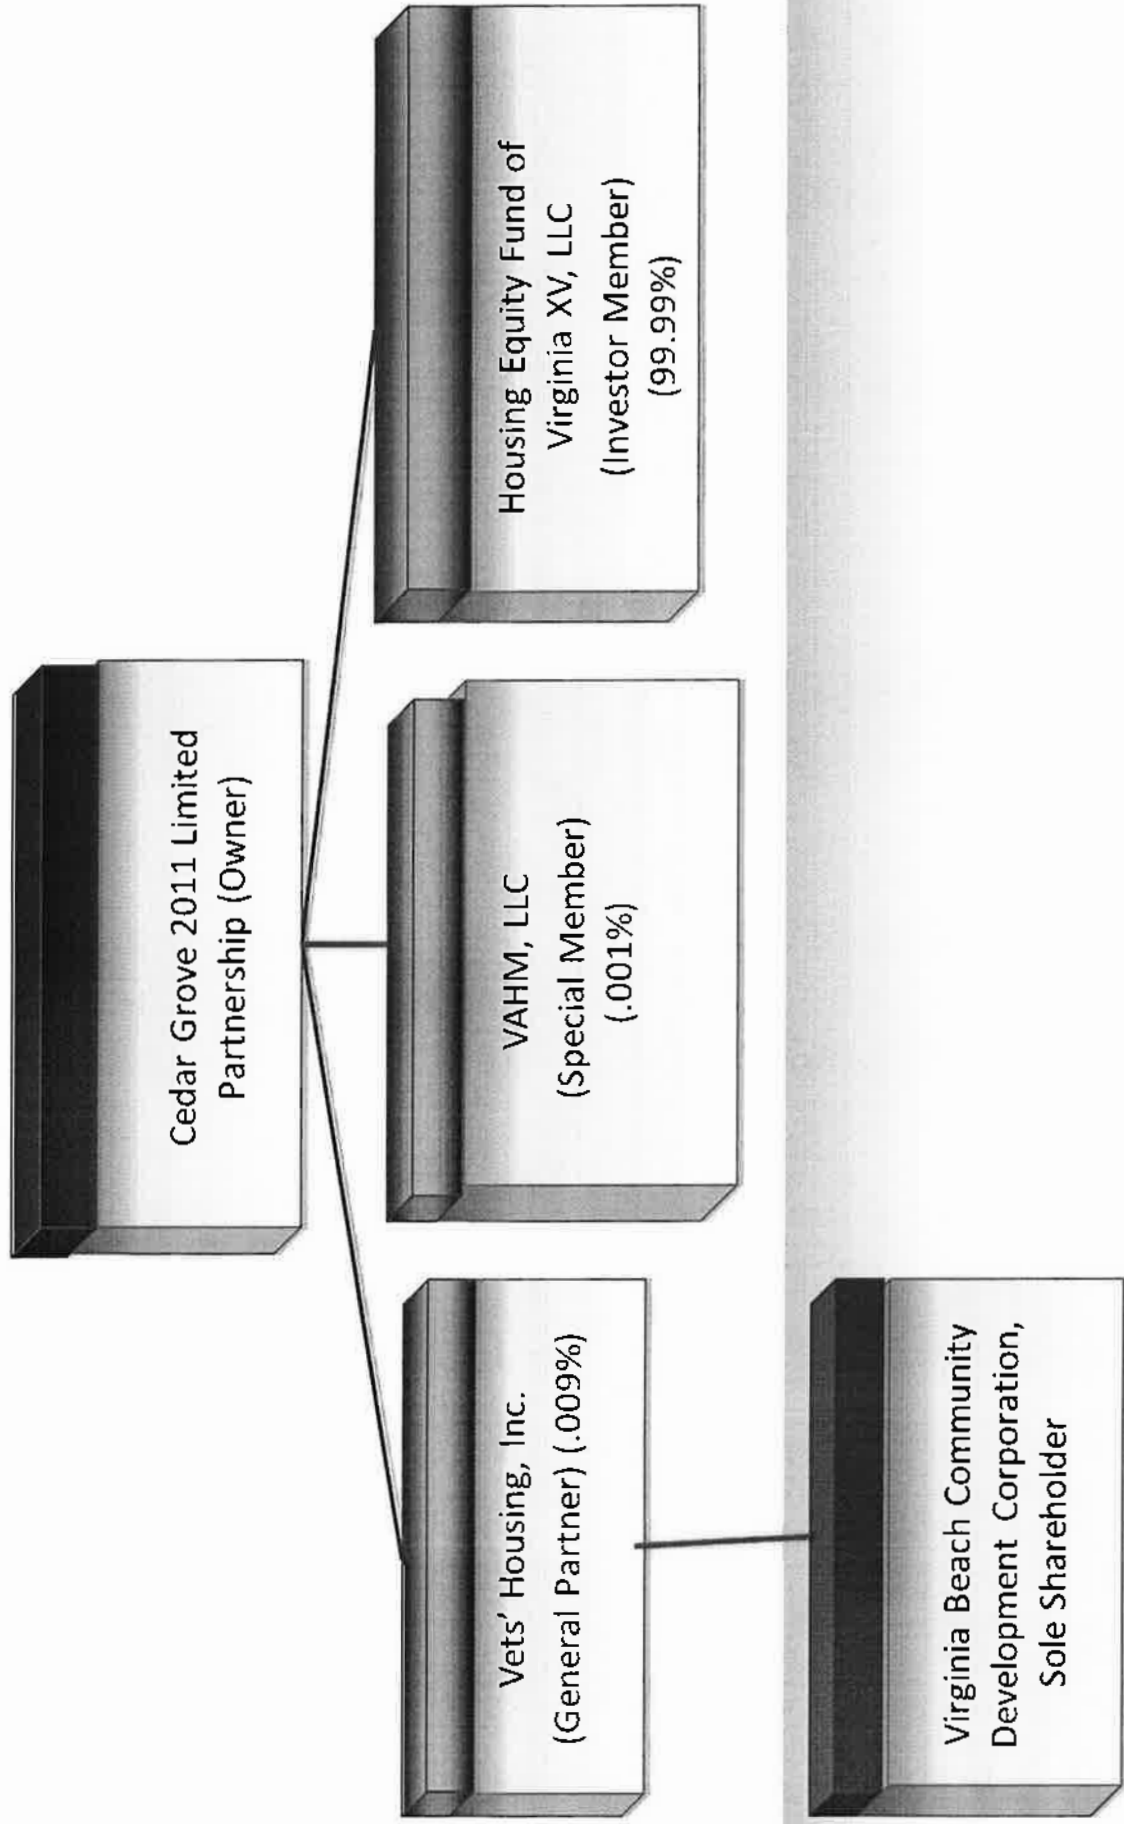 Cedar Grove 2011 Limited
Partnership (Owner)
Vets’ Housing, Inc.
(General Partner) (.009%)
VAHM, LLC
(Special Member)
(.001%)
Housing Equity Fund of
Virginia XV, LLC
(Investor Member)
(99.99%)
Virginia Beach Community
Development Corporation,
Sole Shareholder